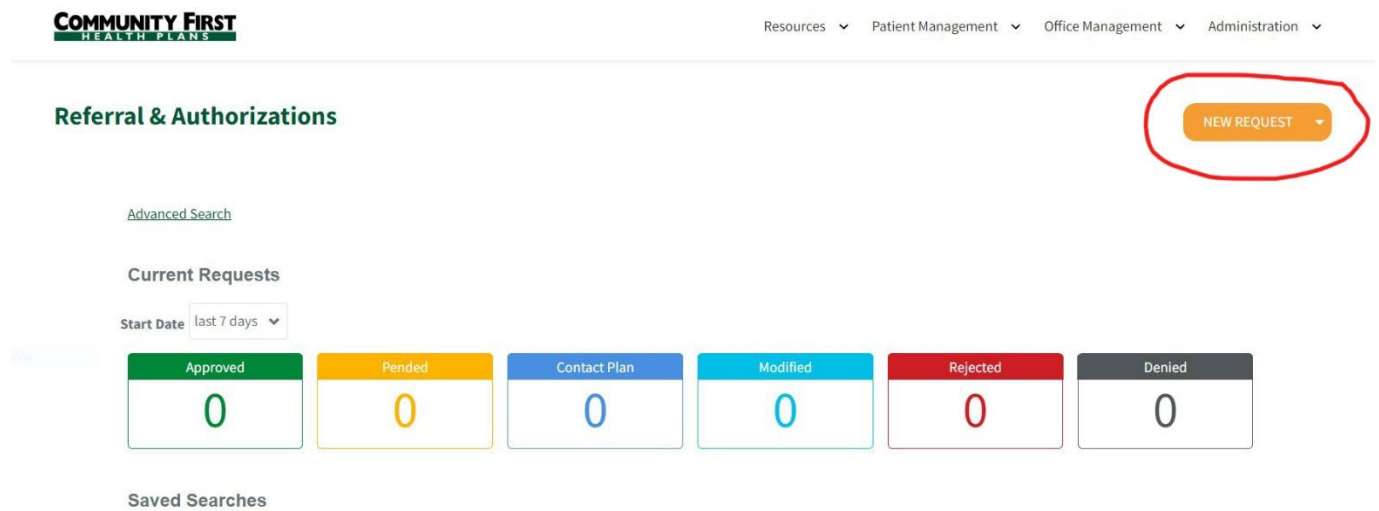 COMMUNITY FIRST
HEALTH PLANS
Resources Patient Management Office Management Administration
Referral & Authorizations
NEW REQUEST
Advanced Search
Current Requests
Start Date last 7 days
Approved Pended Contact Plan Modified Rejected Denied
0 0 0 0 0 0
Saved Searches